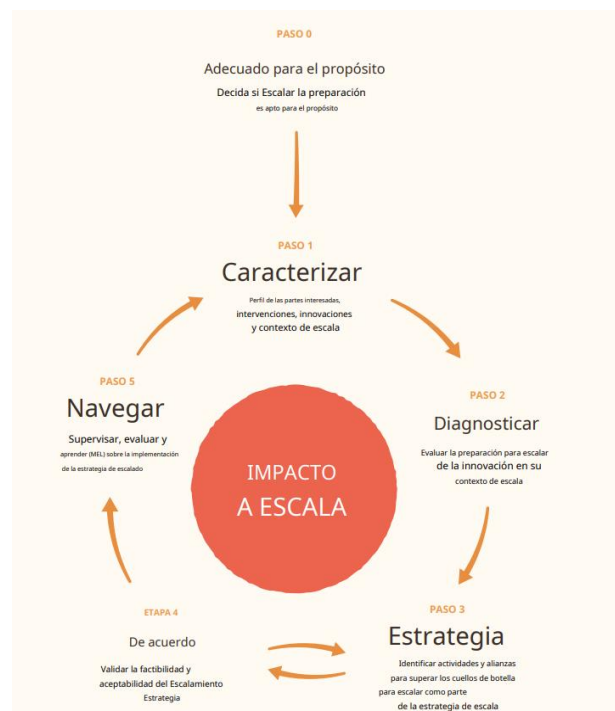 PASO 0
Adecuado para el propósito
Decida si Escalar la preparación
es apto para el propósito
PASO 1
Caracterizar
Perfil de las partes interesadas,
intervenciones, innovaciones
y contexto de escala
PASO 2
Diagnosticar
Evaluar la preparación para escalar
de la innovación en su
contexto de escala
PASO 3
Estrategia
Identificar actividades y alianzas
para superar los cuellos de botella
para escalar como parte
de la estrategia de escala
ETAPA 4
De acuerdo
Validar la factibilidad y
aceptabilidad del Escalamiento
Estrategia
PASO 5
Navegar
Supervisar, evaluar y
aprender (MEL) sobre la implementación
de la estrategia de escalado
IMPACTO
A ESCALA